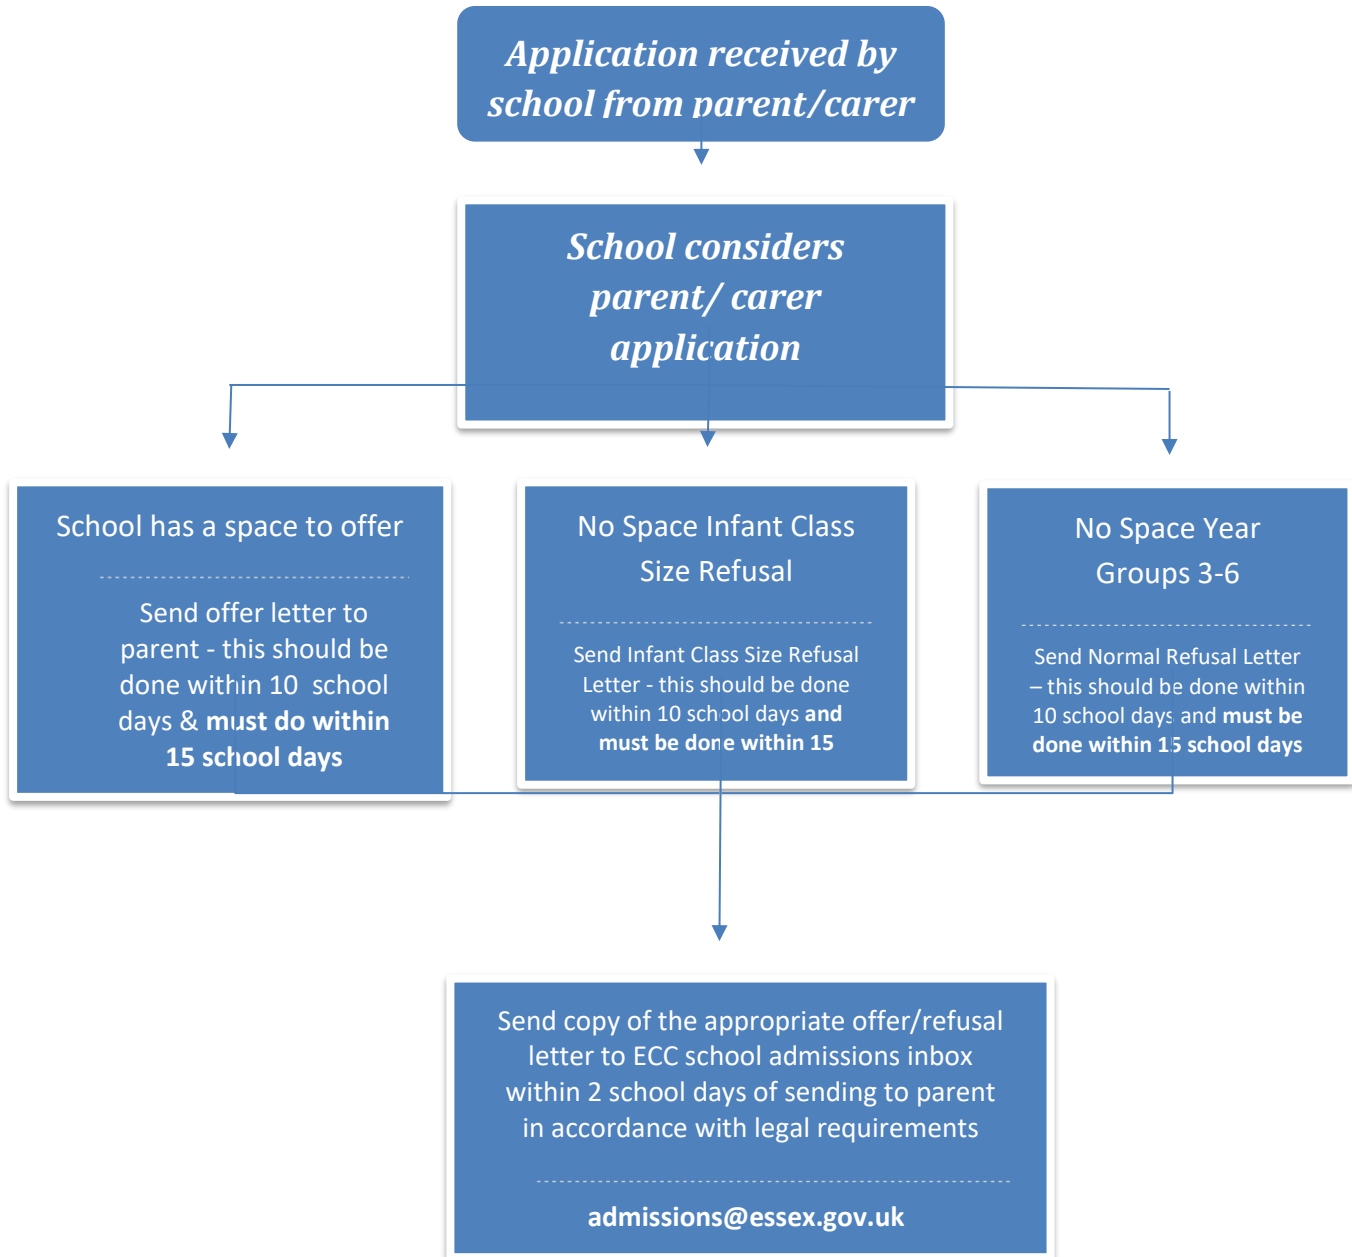 Application received by
school from parent/carer
School considers
parent/ carer
application
School has a space to offer
Send offer letter to
parent - this should be
done within 10 school
days & must do within
15 school days
No Space Infant Class
Size Refusal
Send Infant Class Size Refusal
Letter - this should be done
within 10 school days and
must be done within 15
No Space Year
Groups 3-6
Send Normal Refusal Letter
– this should be done within
10 school days and must be
done within 15 school days
Send copy of the appropriate offer/refusal
letter to ECC school admissions inbox
within 2 school days of sending to parent
in accordance with legal requirements
admissions@essex.gov.uk